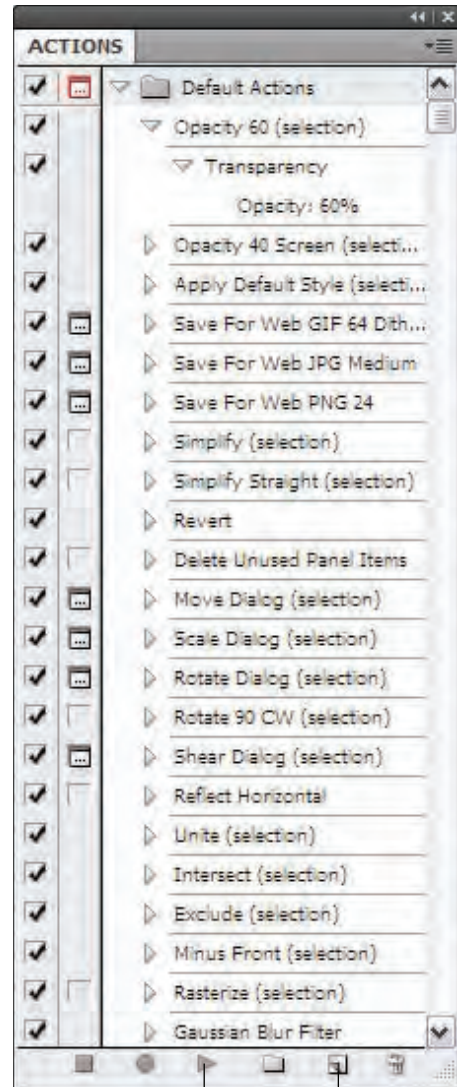 ACTIONS
Default Actions
Opacity 60 (selection)
Transparency
Opacity: 60%
Opacity 40 Screen (selecti...
Apply Default Style (selecti...
Save For Web GIF 64 Dith...
Save For Web JPG Medium
Save For Web PNG 24
Simplify (selection)
Simplify Straight (selection)
Revert
Delete Unused Panel Items
Move Dialog (selection)
Scale Dialog (selection)
Rotate Dialog (selection)
Rotate 90 CW (selection)
Shear Dialog (selection)
Reflect Horizontal
Unite (selection)
Intersect (selection)
Exclude (selection)
Minus Front (selection)
Rasterize (selection)
Gaussian Blur Filter